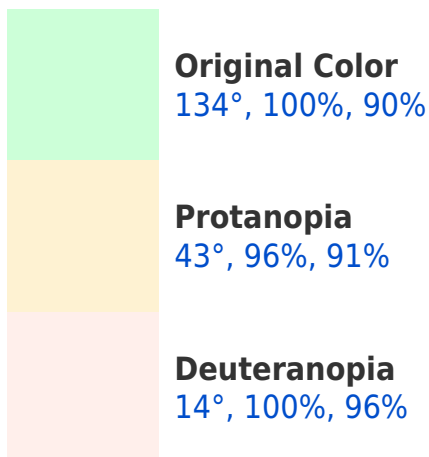 Original Color
134°, 100%, 90%
Protanopia
43°, 96%, 91%
Deuteranopia
14°, 100%, 96%